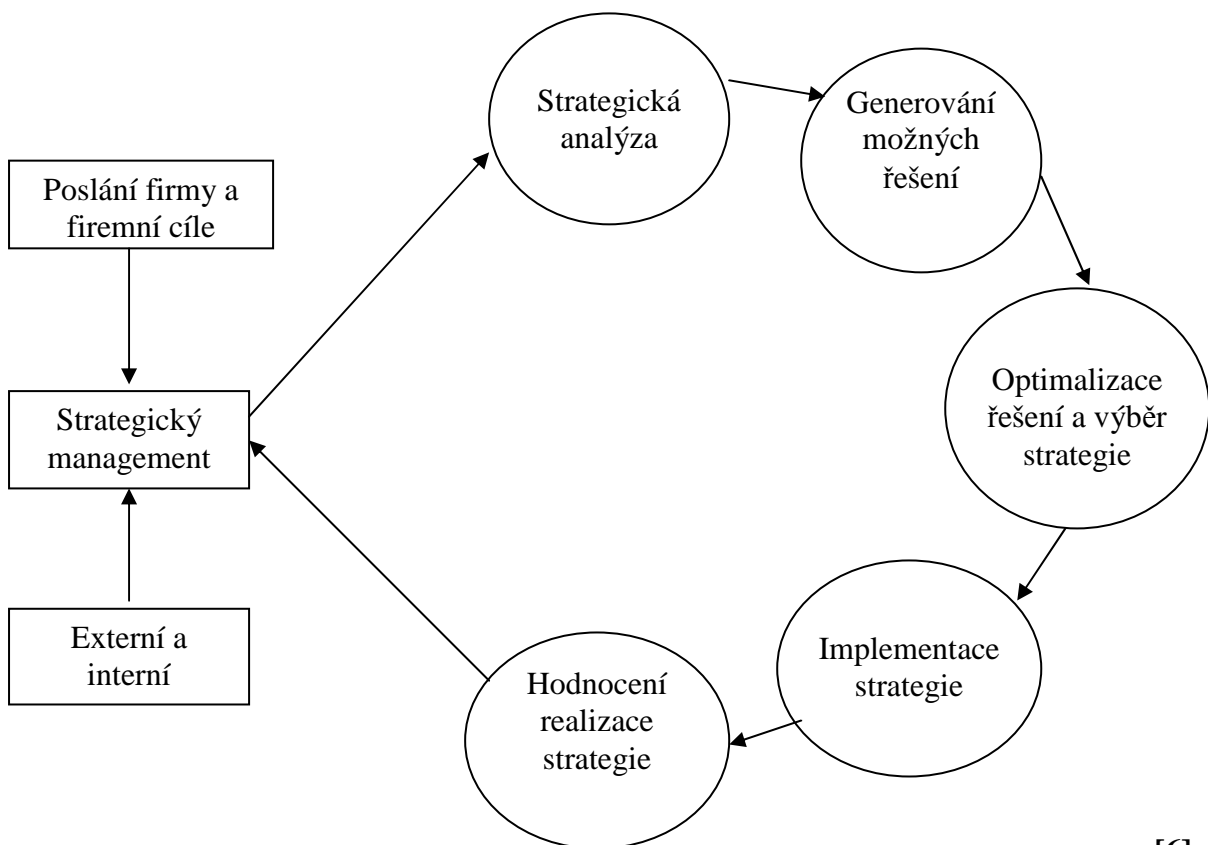 Strategická
analýza
Generování
možných
řešení
Poslání firmy a
firemní cíle
Optimalizace
řešení a výběr
strategie
Strategický
management
Implementace
strategie
Externí a
interní
Hodnocení
realizace
strategie